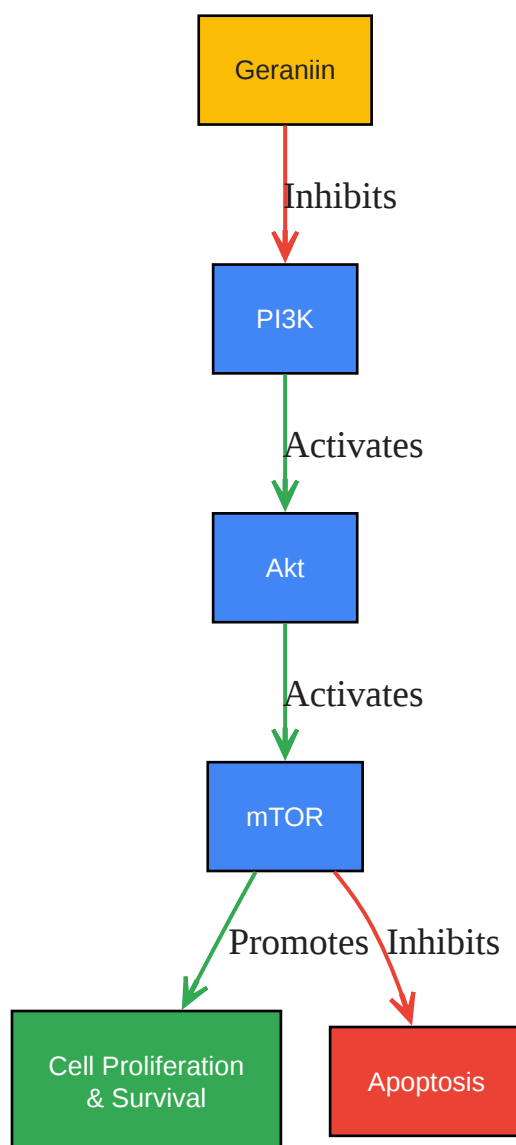 Geraniin
Inhibits
PI3K
Activates
Akt
Activates
mTOR
Promotes
Inhibits
Cell Proliferation
& Survival
Apoptosis